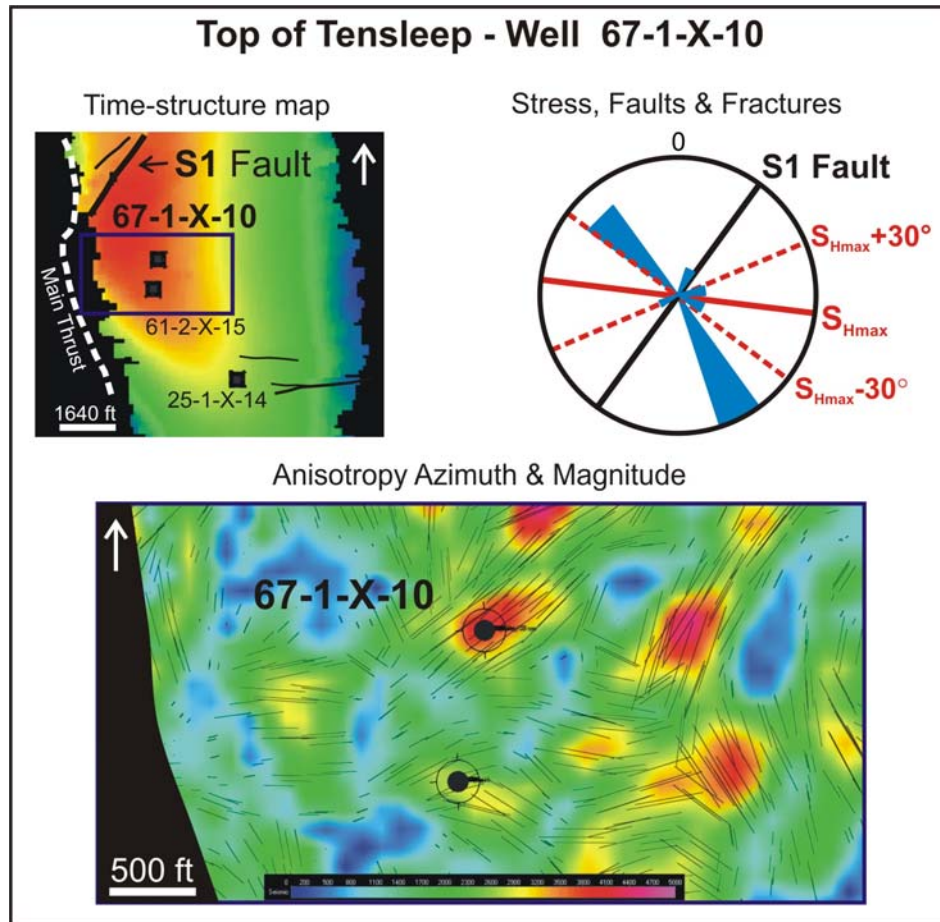 Top of Tensleep - Well 67-1-X-10
Time-structure map
S1 Fault
67-1-X-10
Main Thrust
61-2-X-15
25-1-X-14
1640 ft
Stress, Faults & Fractures
0
S1 Fault
SHmax+30°
SHmax
SHmax-30°
Anisotropy Azimuth & Magnitude
67-1-X-10
500 ft
Seismic